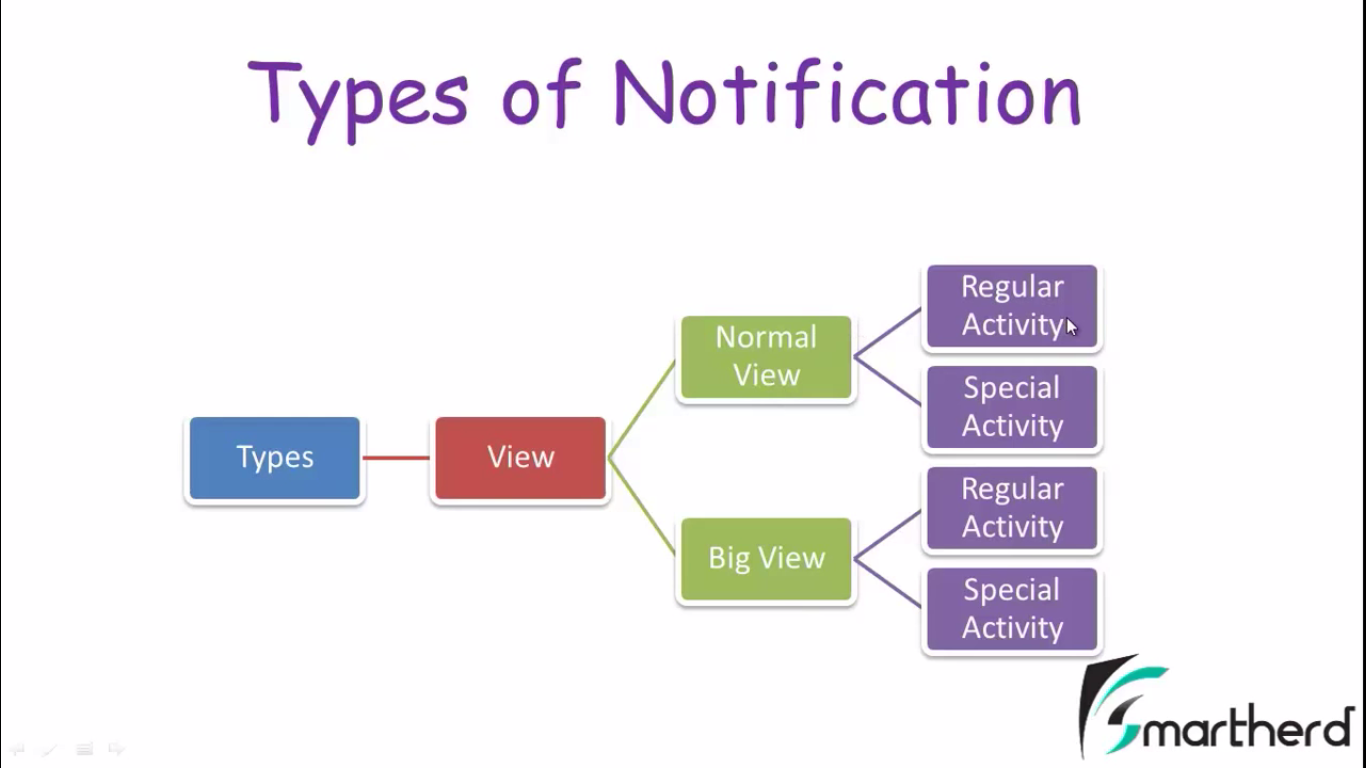 Types of Notification
Types
View
Normal
View
Regular
Activity
Special
Activity
Big View
Regular
Activity
Special
Activity
Smartherd